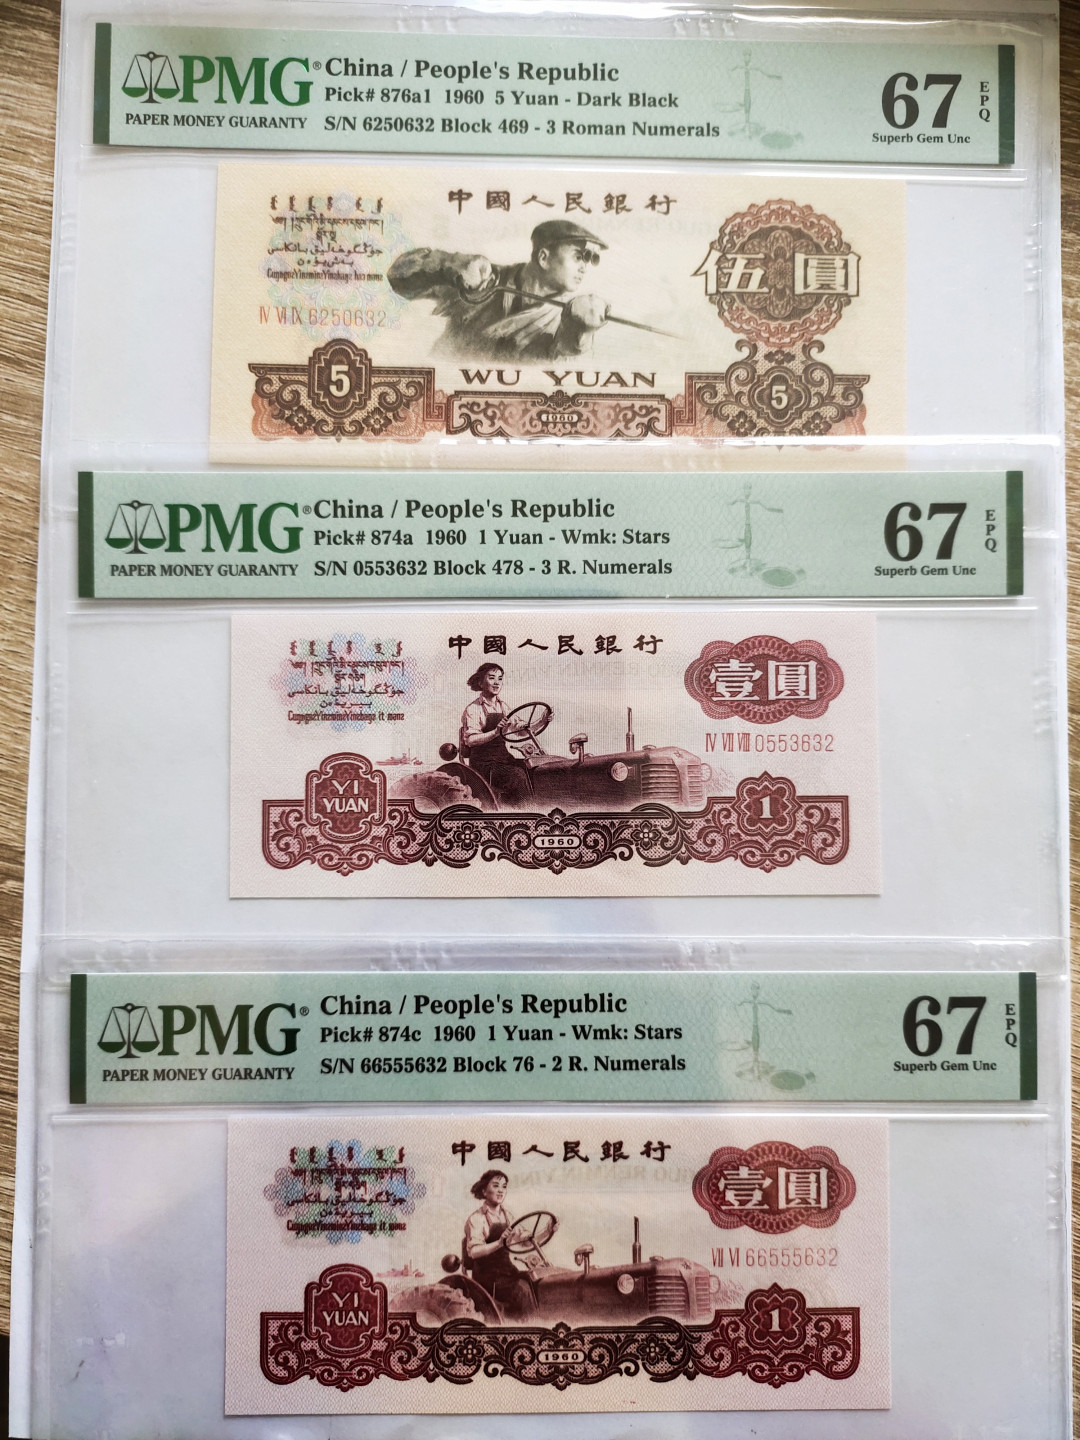 PMG® China / People's Republic
PAPER MONEY GUARANTY
Pick# 876a1 1960 5 Yuan - Dark Black
S/N 6250632 Block 469 - 3 Roman Numerals
67 EPQ
Superb Gem Unc
中國人民銀行
伍圓
IV VI IX 6250632
5
WU YUAN
5
1960
PMG® China / People's Republic
PAPER MONEY GUARANTY
Pick# 874a 1960 1 Yuan - Wmk: Stars
S/N 0553632 Block 478 - 3 R. Numerals
67 EPQ
Superb Gem Unc
中國人民銀行
壹圓
IV VII VIII 0553632
YI
YUAN
1
1960
PMG® China / People's Republic
PAPER MONEY GUARANTY
Pick# 874c 1960 1 Yuan - Wmk: Stars
S/N 66555632 Block 76 - 2 R. Numerals
67 EPQ
Superb Gem Unc
中國人民銀行
壹圓
VII VI 66555632
YI
YUAN
1
1960